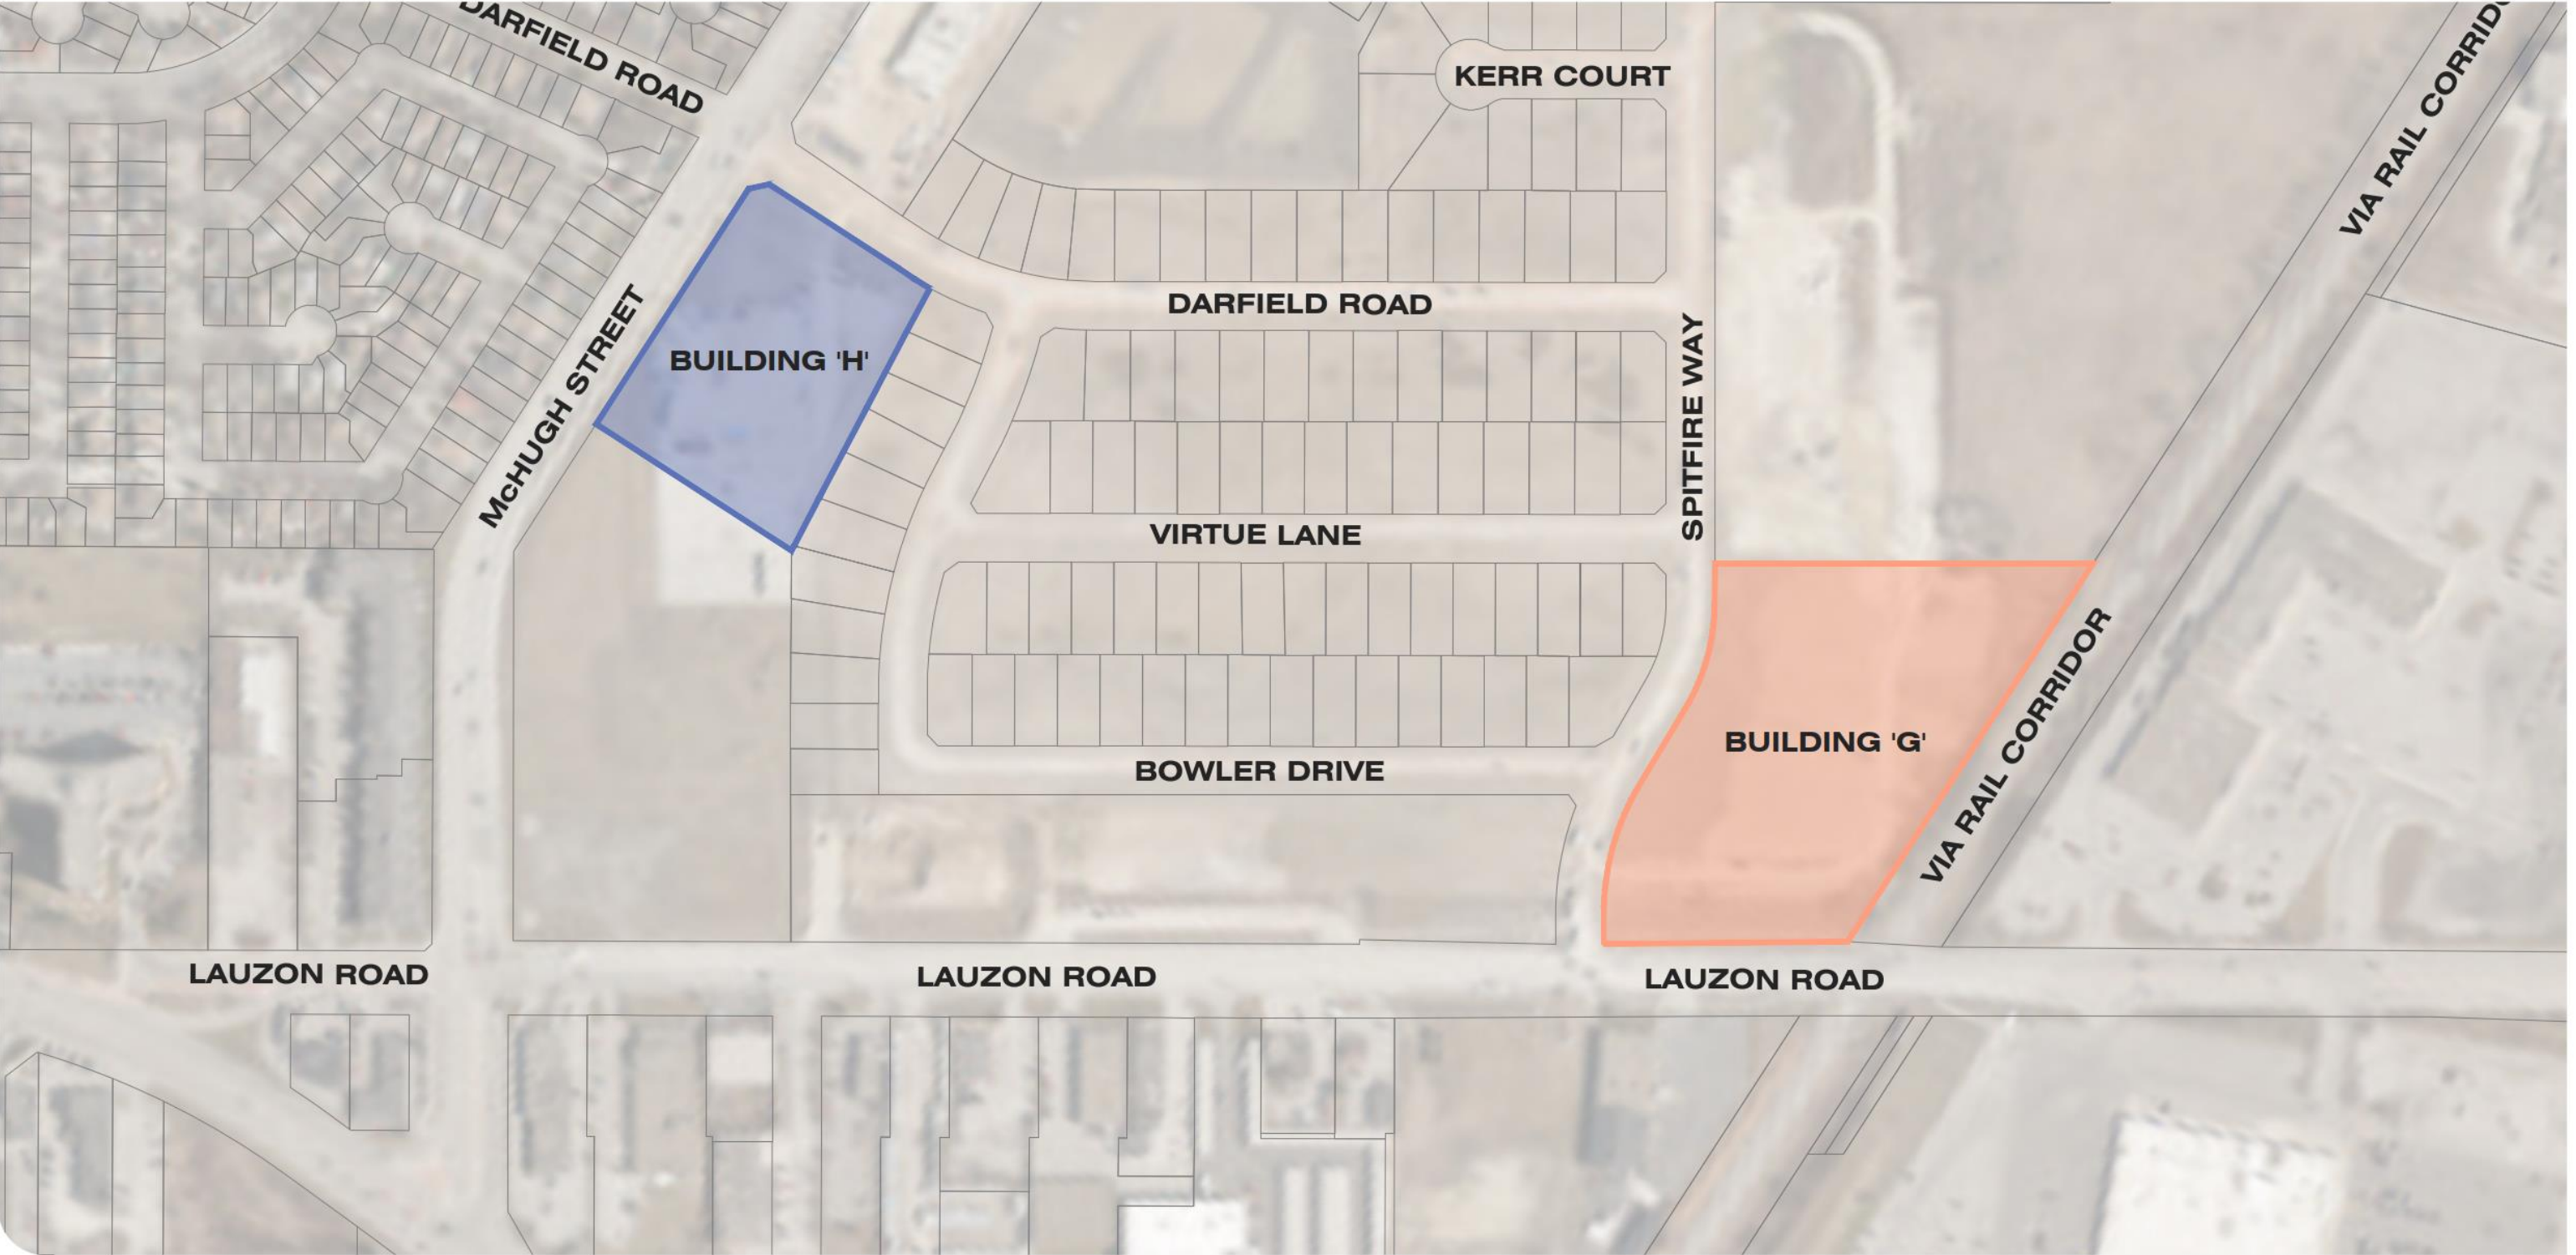 DARFIELD ROAD
KERR COURT
VIA RAIL CORRIDO
DARFIELD ROAD
BUILDING 'H'
McHUGH STREET
SPITFIRE WAY
VIRTUE LANE
BUILDING 'G'
VIA RAIL CORRIDOR
BOWLER DRIVE
LAUZON ROAD
LAUZON ROAD
LAUZON ROAD